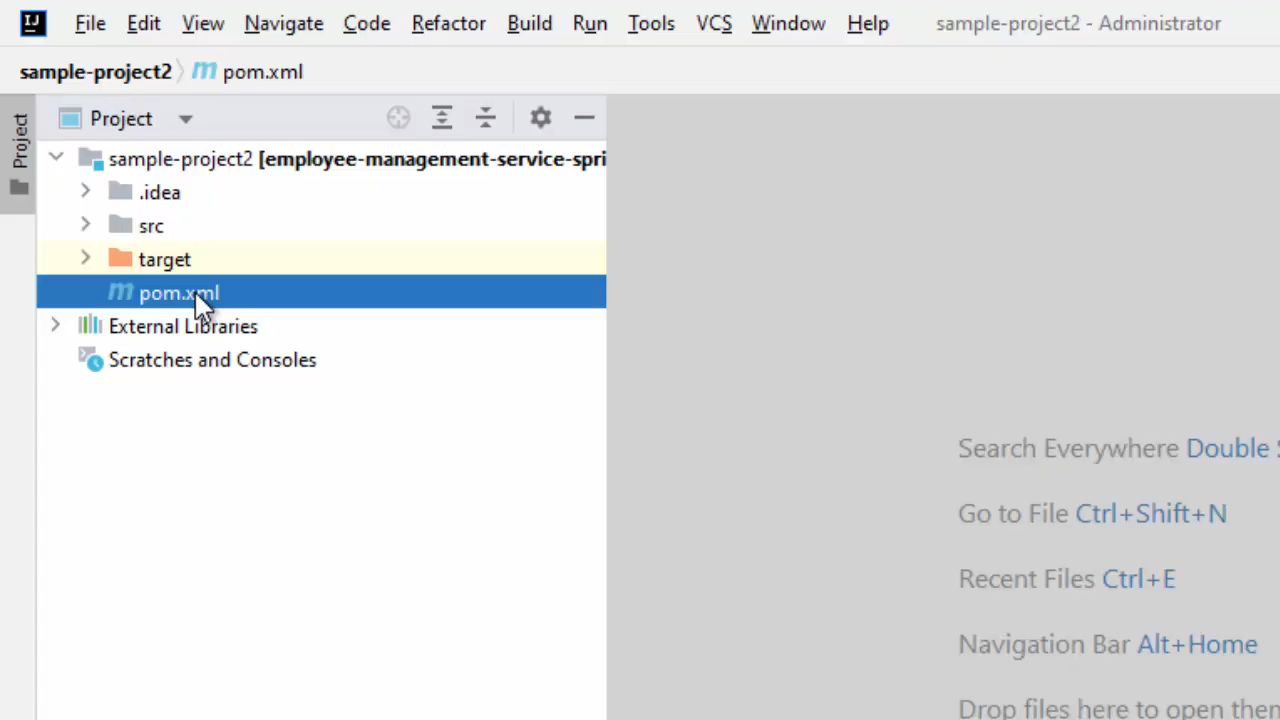 IJ File Edit View Navigate Code Refactor Build Run Tools VCS Window Help sample-project2 - Administrator
sample-project2 pom.xml
Project
Project
sample-project2 [employee-management-service-spri
.idea
src
target
pom.xml
External Libraries
Scratches and Consoles
Search Everywhere Double
Go to File Ctrl+Shift+N
Recent Files Ctrl+E
Navigation Bar Alt+Home
Drop files here to open